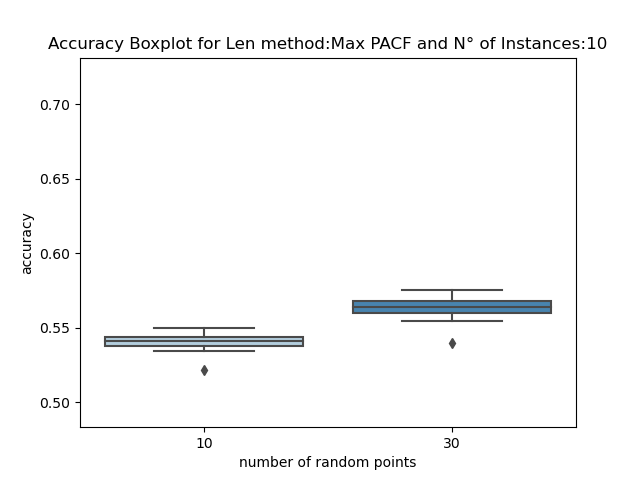 Accuracy Boxplot for Len method:Max PACF and N° of Instances:10
0.70
0.65
0.60
0.55
0.50
accuracy
10 30
number of random points